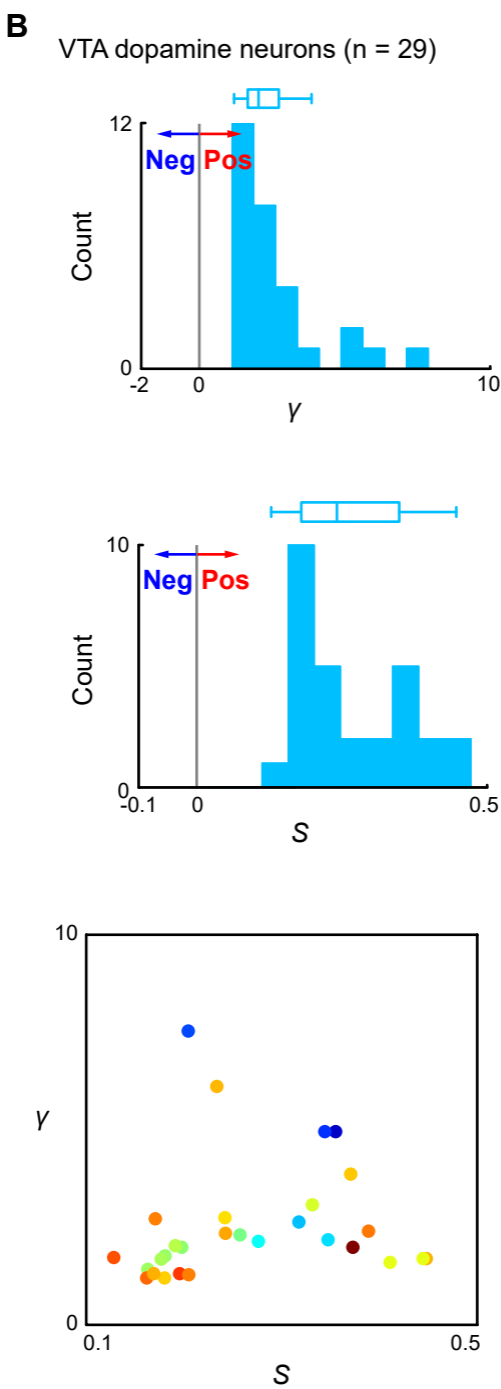 B
VTA dopamine neurons (n = 29)
12
Neg Pos
Count
0
-2 0 10
γ
10
Neg Pos
Count
0
-0.1 0 0.5
S
10
γ
0
0.1 0.5
S